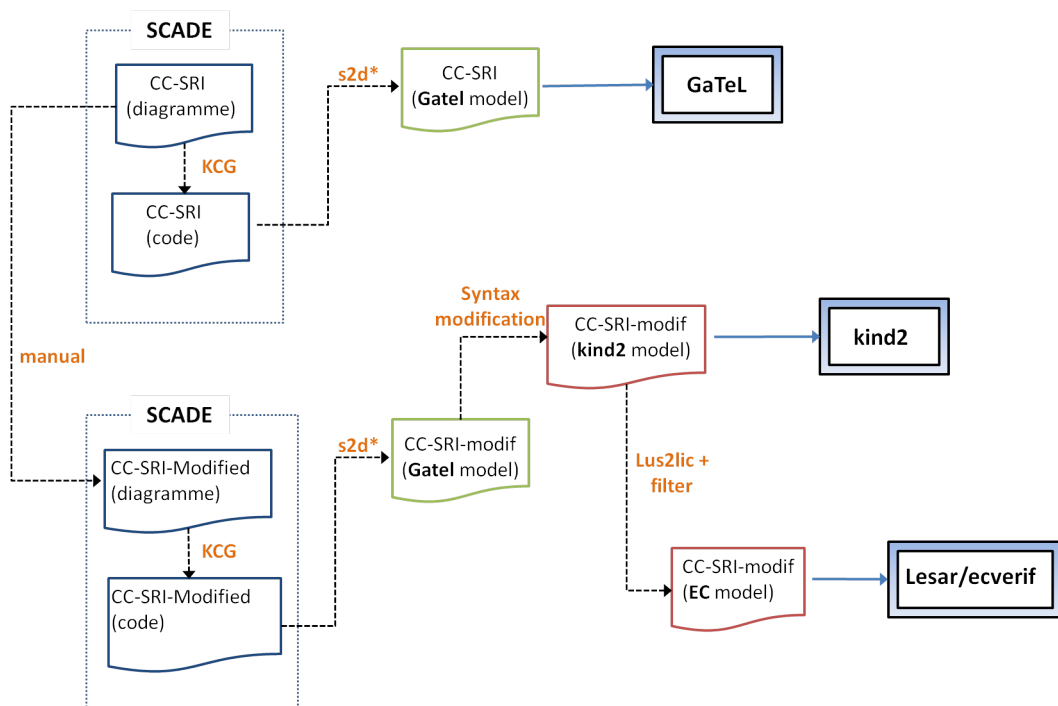 SCADE
CC-SRI
(diagramme)
KCG
CC-SRI
(code)
s2d*
CC-SRI
(Gatel model)
GaTeL
manual
SCADE
CC-SRI-Modified
(diagramme)
KCG
CC-SRI-Modified
(code)
s2d*
CC-SRI-modif
(Gatel model)
Syntax
modification
CC-SRI-modif
(kind2 model)
kind2
Lus2lic +
filter
CC-SRI-modif
(EC model)
Lesar/ecverif